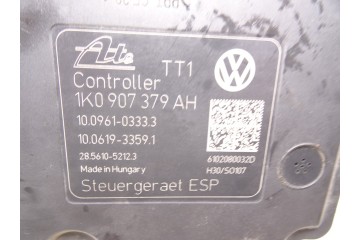 Ate TT1
Controller
1K0 907 379 AH
10.0961-0333.3
10.0619-3359.1
28.5610-5212.3
6102080032D
Made in Hungary
H30/SO107
Steuergeraet ESP